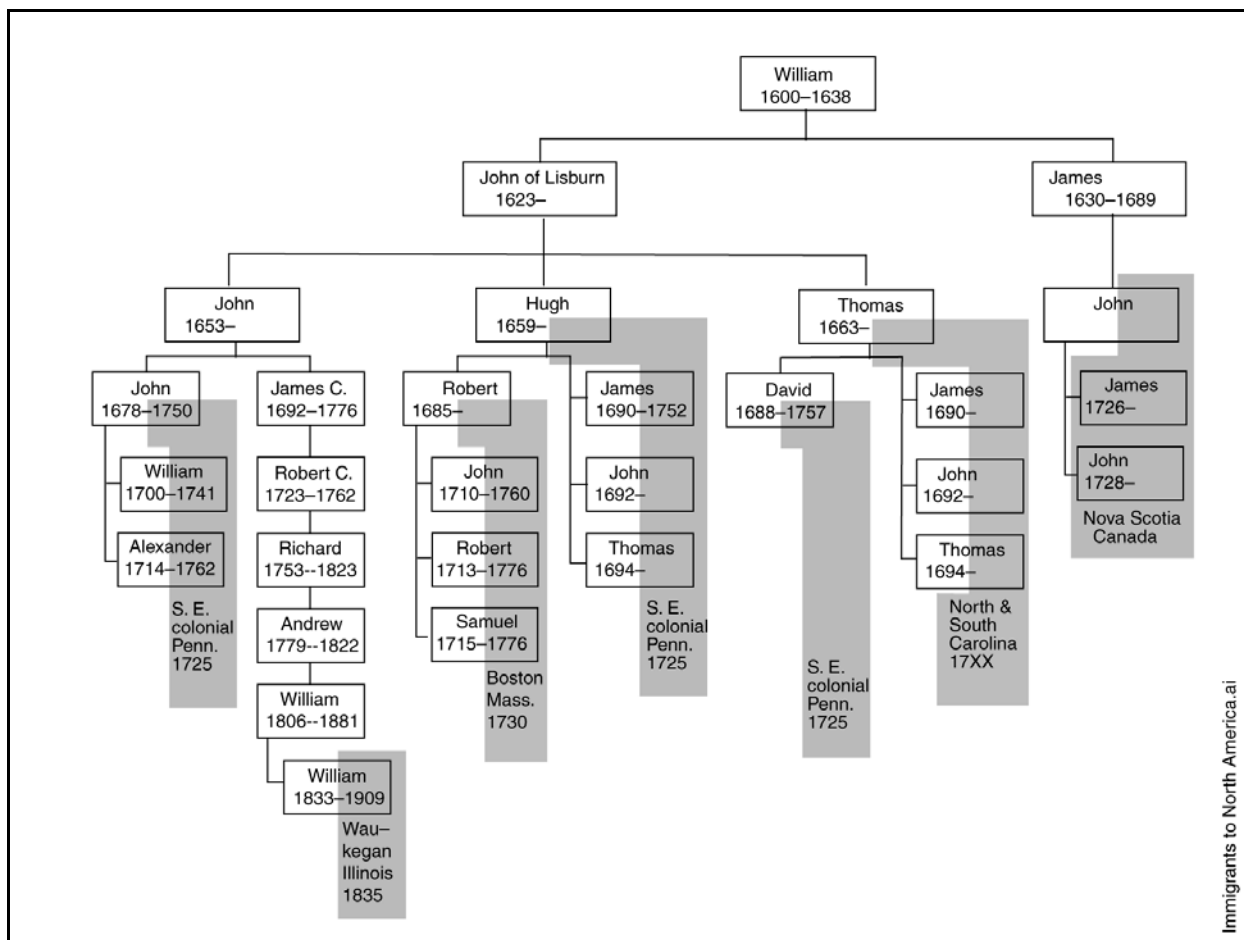 William
1600–1638
John of Lisburn
1623–
James
1630–1689
John
1653–
Hugh
1659–
Thomas
1663–
John
John
1678–1750
James C.
1692–1776
Robert
1685–
James
1690–1752
David
1688–1757
James
1690–
James
1726–
William
1700–1741
Robert C.
1723–1762
John
1710–1760
John
1692–
John
1692–
John
1728–
Nova Scotia
Canada
Alexander
1714–1762
Richard
1753--1823
Robert
1713–1776
Thomas
1694–
Thomas
1694–
S. E.
colonial
Penn.
1725
Andrew
1779--1822
Samuel
1715–1776
S. E.
colonial
Penn.
1725
North &
South
Carolina
17XX
William
1806--1881
Boston
Mass.
1730
S. E.
colonial
Penn.
1725
William
1833–1909
Wau–
kegan
Illinois
1835
Immigrants to North America.ai